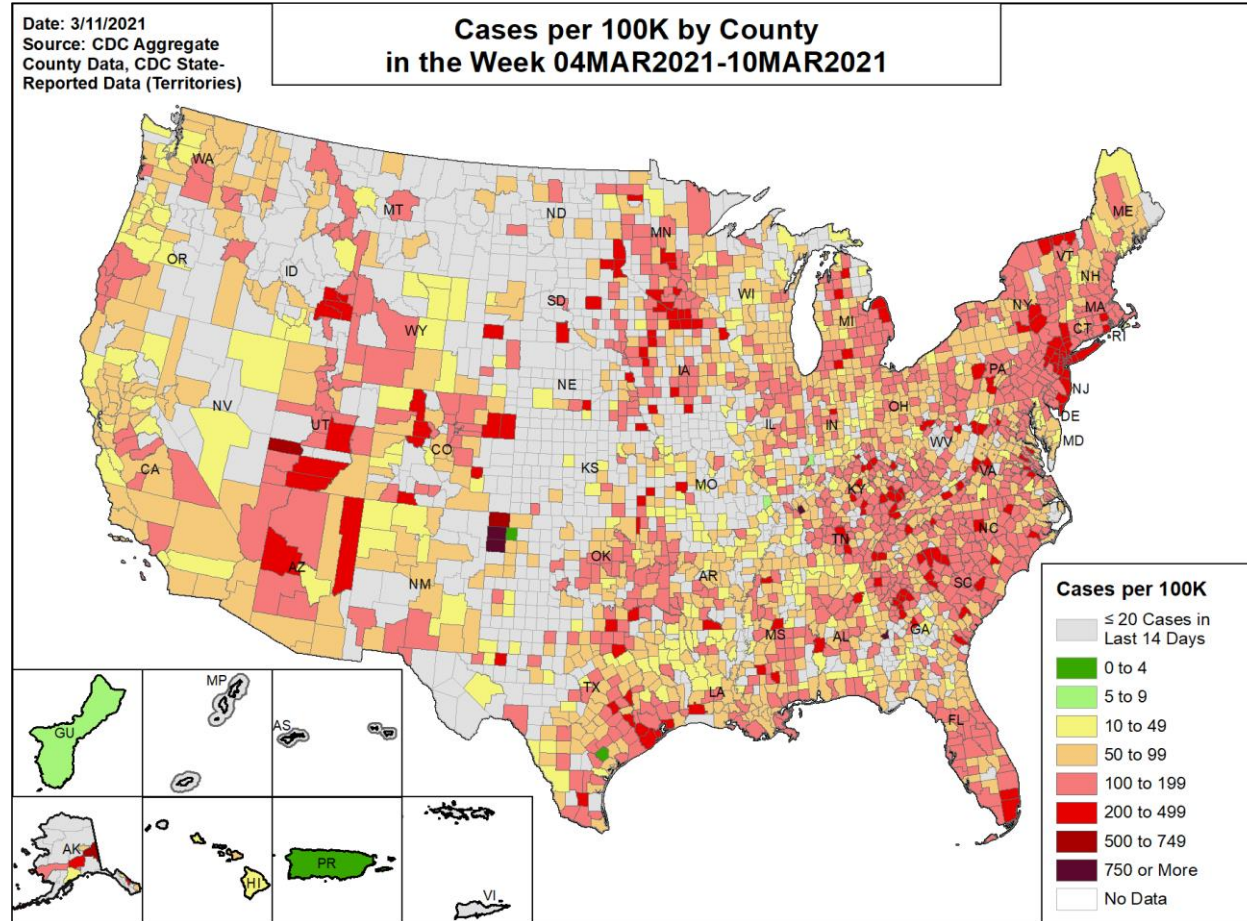 Date: 3/11/2021
Source: CDC Aggregate
County Data, CDC State-
Reported Data (Territories)
Cases per 100K by County
in the Week 04MAR2021-10MAR2021
WA
MT
ND
MN
ME
OR
ID
SD
WI
VT
NH
NY
MA
WY
MI
CT
RI
NV
UT
NE
IA
PA
NJ
CO
IL
IN
OH
DE
MD
WV
CA
KS
MO
KY
VA
AZ
NM
OK
AR
TN
NC
SC
MS
AL
GA
TX
LA
FL
GU
MP
AS
AK
HI
PR
VI
Cases per 100K
≤ 20 Cases in
Last 14 Days
0 to 4
5 to 9
10 to 49
50 to 99
100 to 199
200 to 499
500 to 749
750 or More
No Data